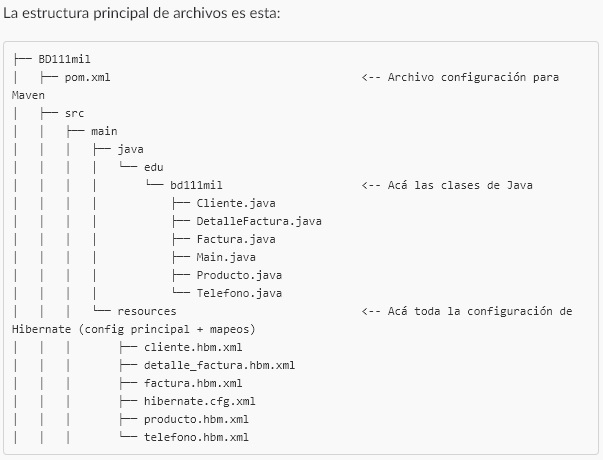 La estructura principal de archivos es esta:
├── BD111mil
│   ├── pom.xml                                      <-- Archivo configuración para
Maven
│   ├── src
│   │   ├── main
│   │   │   ├── java
│   │   │   │   └── edu
│   │   │   │       └── bd111mil                     <-- Acá las clases de Java
│   │   │   │           ├── Cliente.java
│   │   │   │           ├── DetalleFactura.java
│   │   │   │           ├── Factura.java
│   │   │   │           ├── Main.java
│   │   │   │           ├── Producto.java
│   │   │   │           └── Telefono.java
│   │   │   └── resources                            <-- Acá toda la configuración de
Hibernate (config principal + mapeos)
│   │   │       ├── cliente.hbm.xml
│   │   │       ├── detalle_factura.hbm.xml
│   │   │       ├── factura.hbm.xml
│   │   │       ├── hibernate.cfg.xml
│   │   │       ├── producto.hbm.xml
│   │   │       └── telefono.hbm.xml